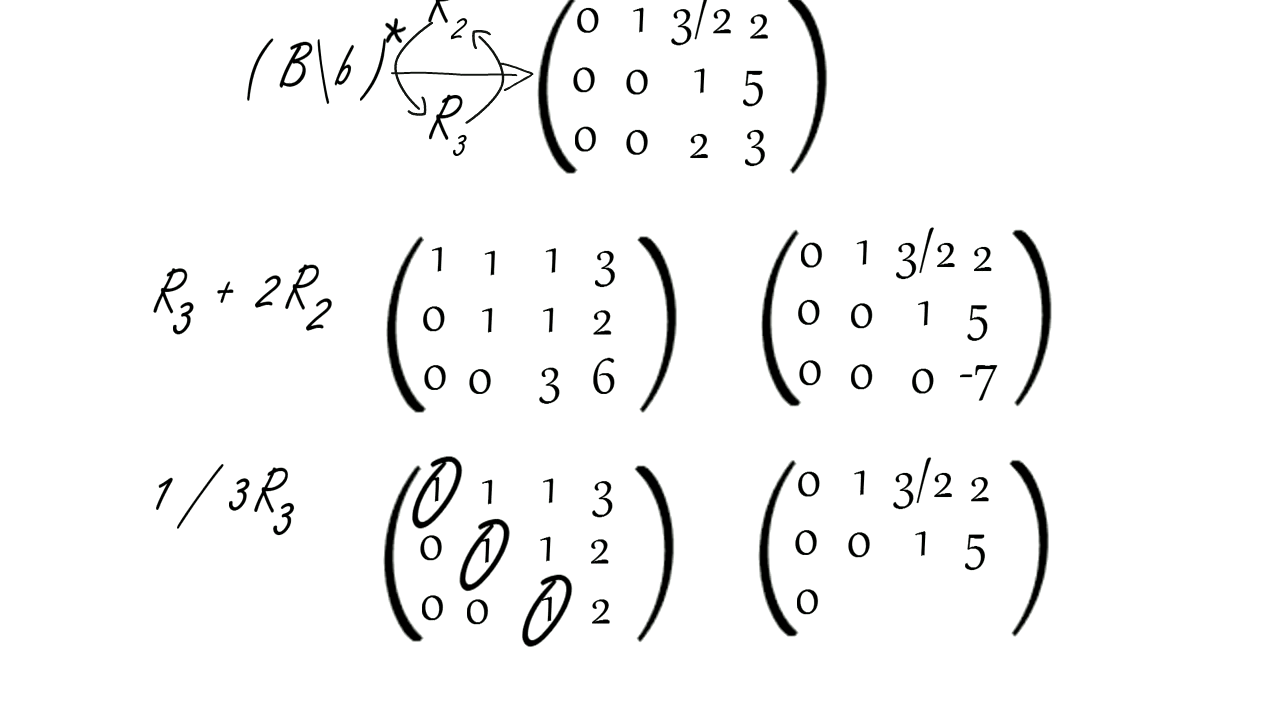 (B\b)* R2 R3 0 1 3/2 2
0 0 1 5
0 0 2 3
R3 + 2R2
1 1 1 3
0 1 1 2
0 0 3 6
0 1 3/2 2
0 0 1 5
0 0 0 -7
1/3R3
1 1 1 3
0 1 1 2
0 0 1 2
0 1 3/2 2
0 0 1 5
0